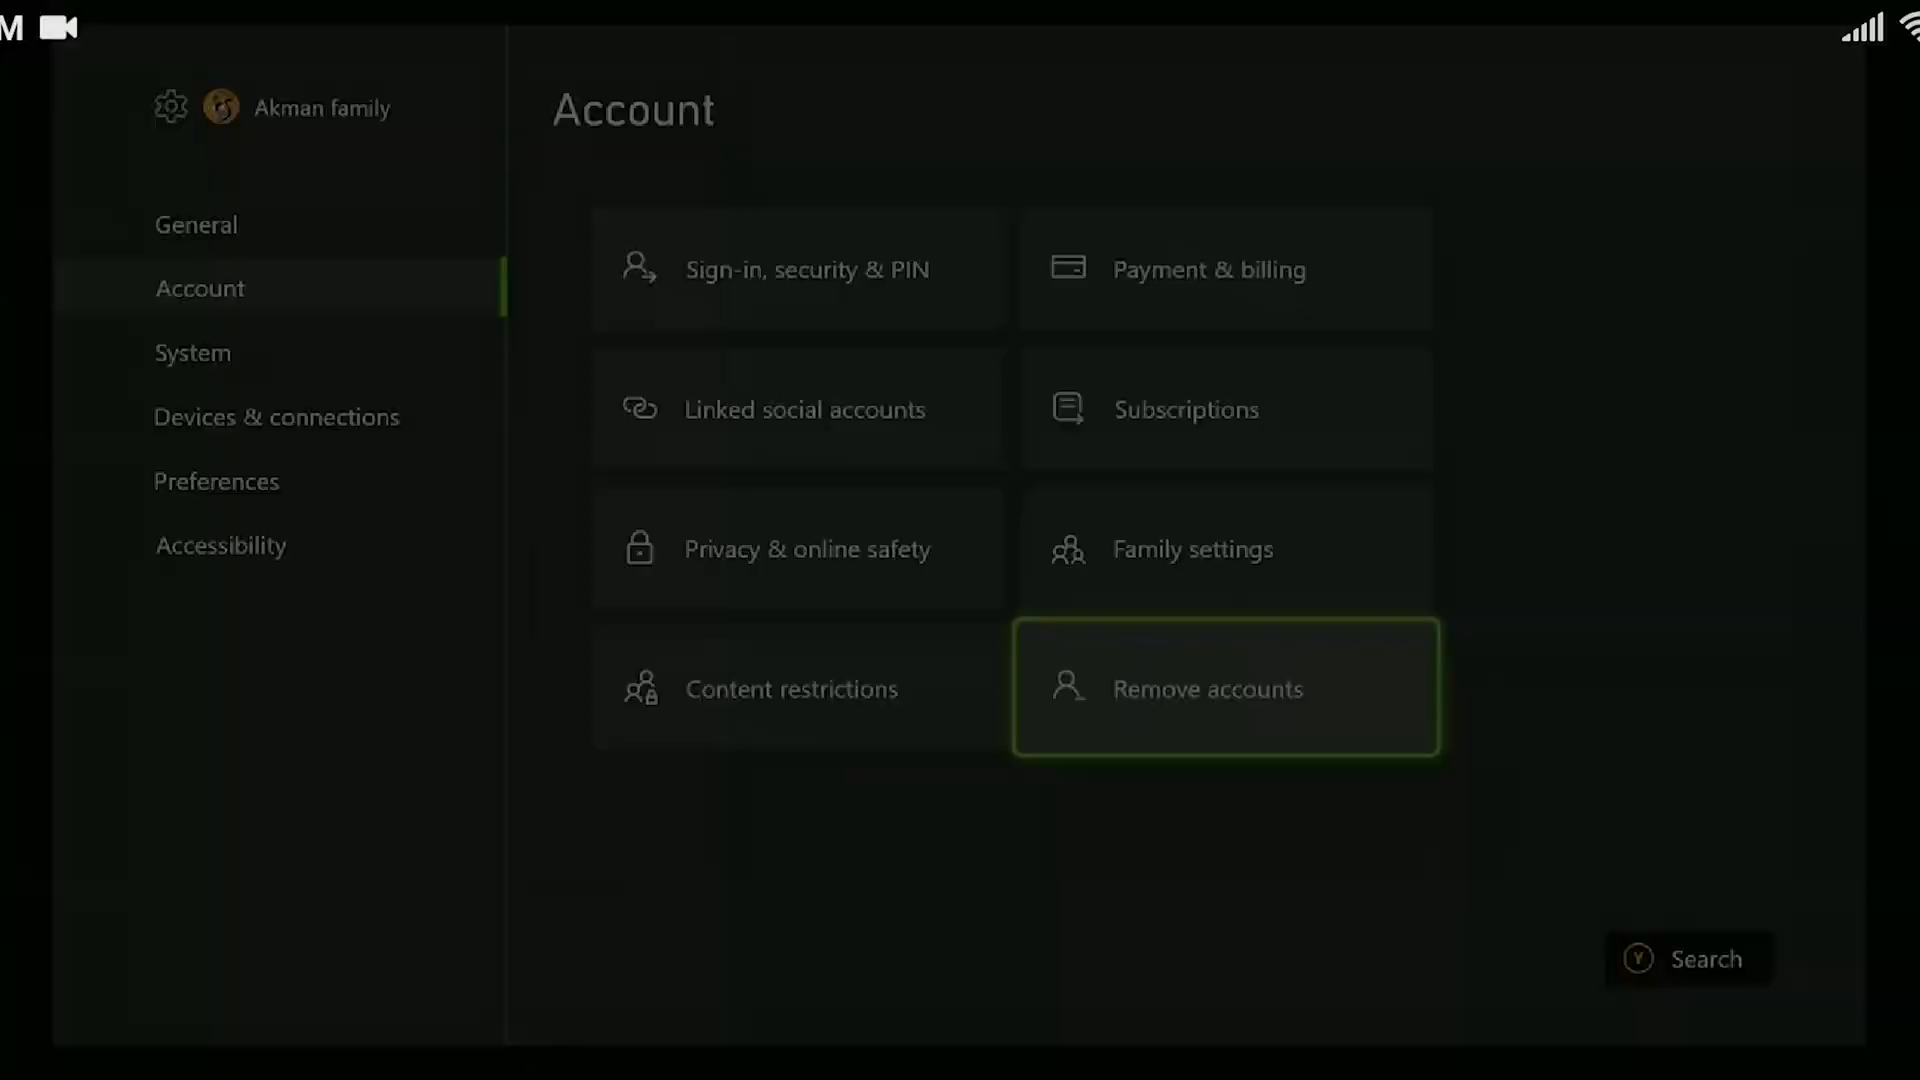 M
Akman family
Account
General
Account
System
Devices & connections
Preferences
Accessibility
Sign-in, security & PIN
Payment & billing
Linked social accounts
Subscriptions
Privacy & online safety
Family settings
Content restrictions
Remove accounts
Y Search